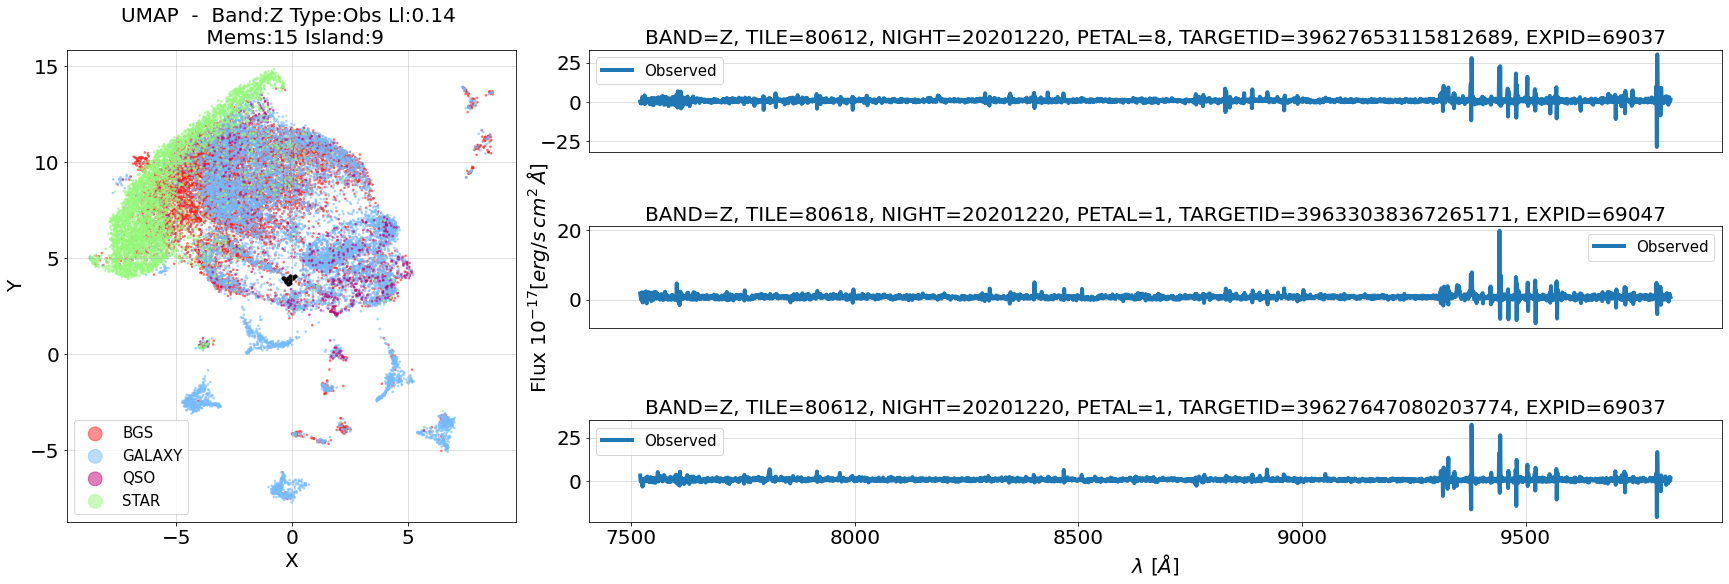 UMAP - Band:Z Type:Obs Ll:0.14
Mems:15 Island:9
15
10
5
0
−5
Y
BGS
GALAXY
QSO
STAR
−5
0
5
X
Flux 10⁻¹⁷[erg/s cm² Å]
BAND=Z, TILE=80612, NIGHT=20201220, PETAL=8, TARGETID=39627653115812689, EXPID=69037
25
0
−25
Observed
BAND=Z, TILE=80618, NIGHT=20201220, PETAL=1, TARGETID=39633038367265171, EXPID=69047
20
0
Observed
BAND=Z, TILE=80612, NIGHT=20201220, PETAL=1, TARGETID=39627647080203774, EXPID=69037
25
0
Observed
7500
8000
8500
9000
9500
λ [Å]